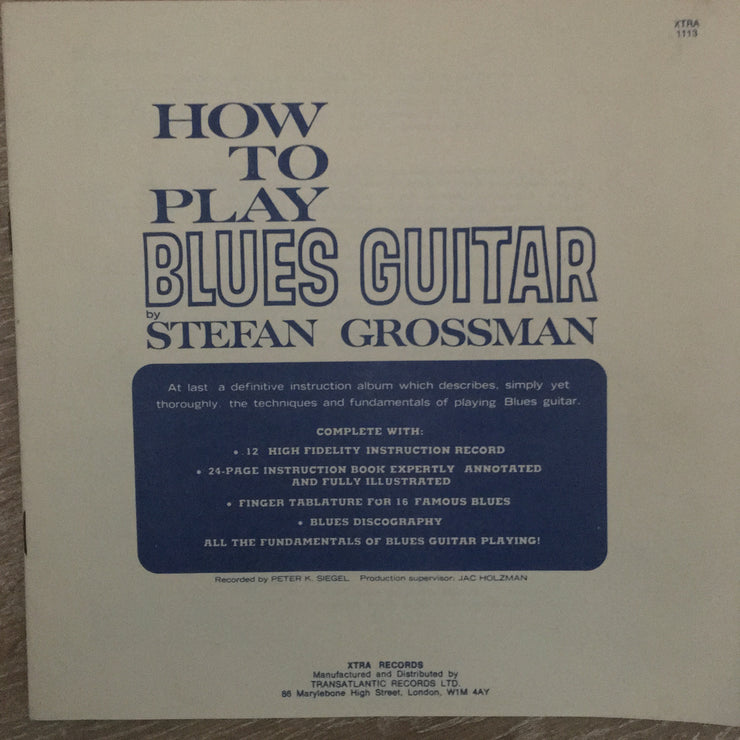 XTRA
1113
HOW
TO
PLAY
BLUES GUITAR
by
STEFAN GROSSMAN
At last a definitive instruction album which describes, simply yet
thoroughly, the techniques and fundamentals of playing Blues guitar.
COMPLETE WITH:
• 12 HIGH FIDELITY INSTRUCTION RECORD
• 24-PAGE INSTRUCTION BOOK EXPERTLY ANNOTATED
AND FULLY ILLUSTRATED
• FINGER TABLATURE FOR 16 FAMOUS BLUES
• BLUES DISCOGRAPHY
ALL THE FUNDAMENTALS OF BLUES GUITAR PLAYING!
Recorded by PETER K. SIEGEL Production supervisor: JAC HOLZMAN
XTRA RECORDS
Manufactured and Distributed by
TRANSATLANTIC RECORDS LTD.
86 Marylebone High Street, London, W1M 4AY